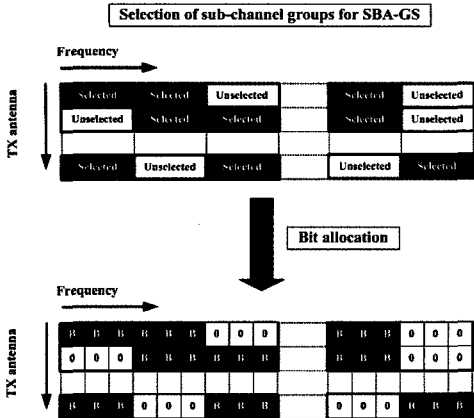 Selection of sub-channel groups for SBA-GS
Frequency
TX antenna
Selected Selected Unselected Selected Unselected
Unselected Selected Selected Selected Unselected
Selected Unselected Selected Unselected Selected
Bit allocation
Frequency
TX antenna
B B B B B B 0 0 0 B B B 0 0 0
0 0 0 B B B B B B B B B 0 0 0
B B B 0 0 0 B B B 0 0 0 B B B